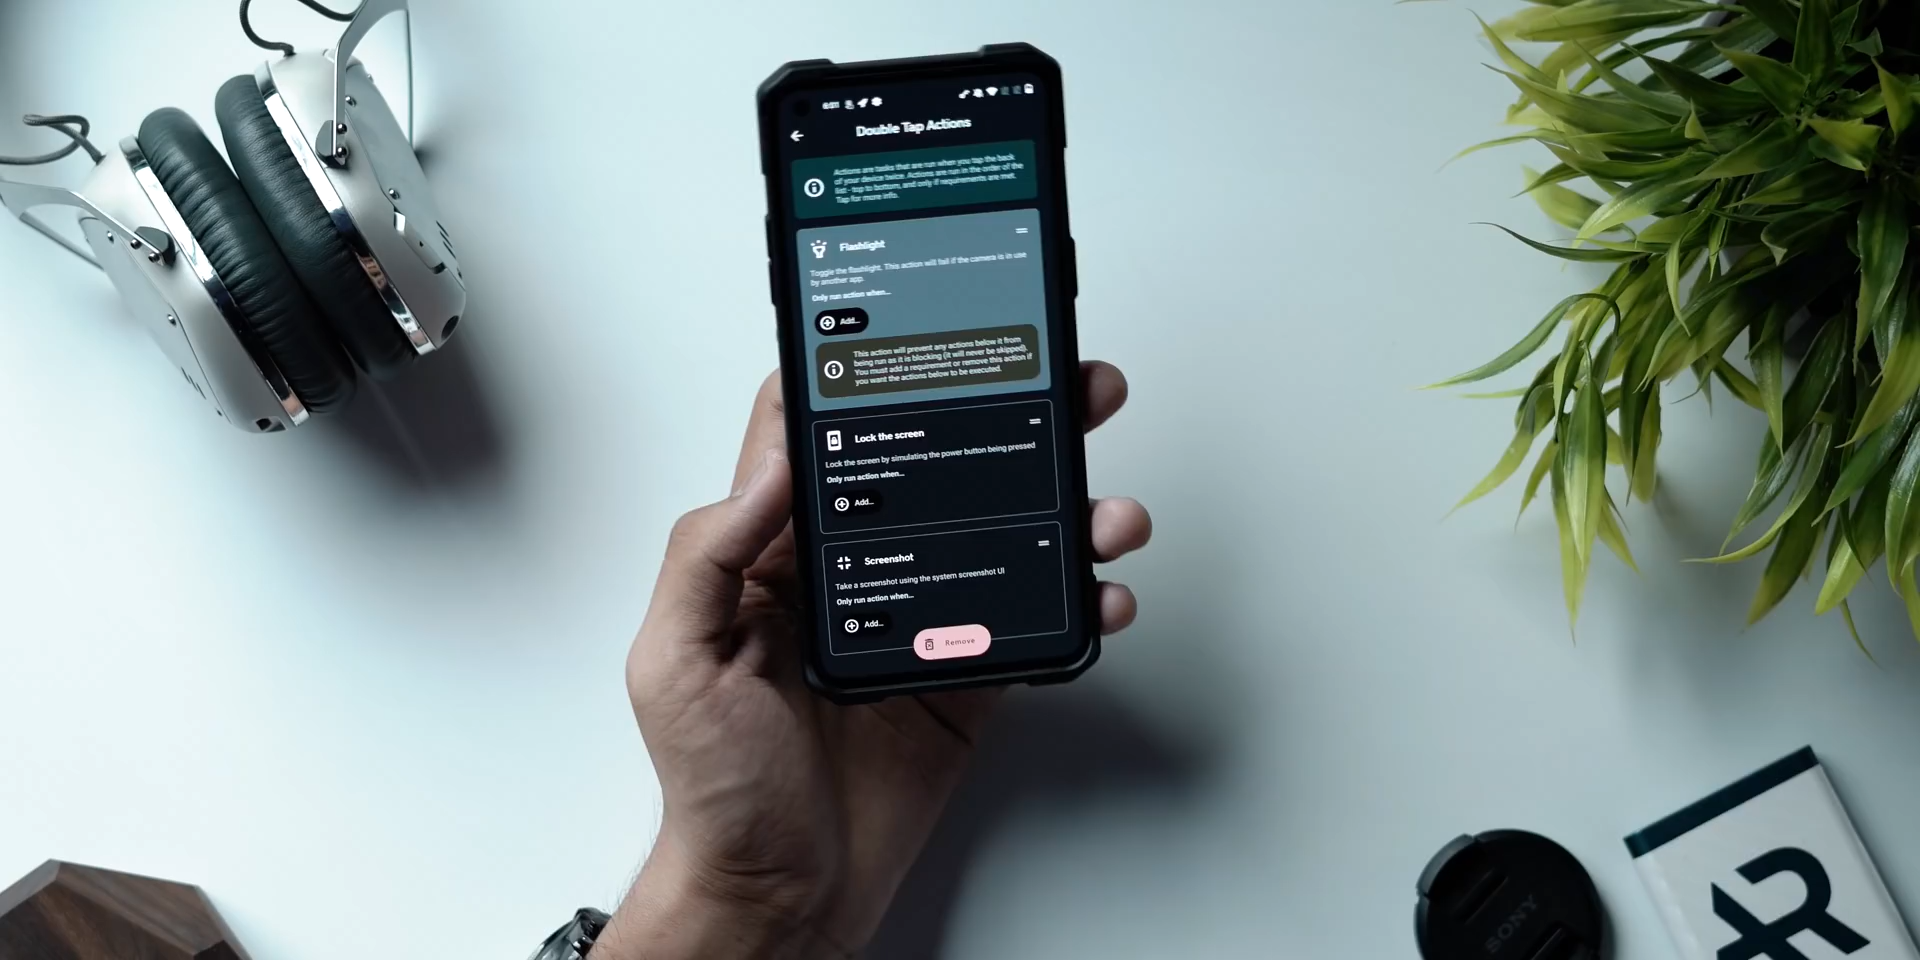 Double Tap Actions
Actions are tasks that are run when you tap the back
of your device twice. Actions are run in the order of the
list - top to bottom, and only if requirements are met.
Tap for more info.
Flashlight
Toggle the flashlight. This action will fail if the camera is in use
by another app.
Only run action when...
Add...
This action will prevent any actions below it from
being run as it is blocking (it will never be skipped).
You must add a requirement or remove this action if
you want the actions below to be executed.
Lock the screen
Lock the screen by simulating the power button being pressed
Only run action when...
Add...
Screenshot
Take a screenshot using the system screenshot UI
Only run action when...
Add...
Remove
SONY